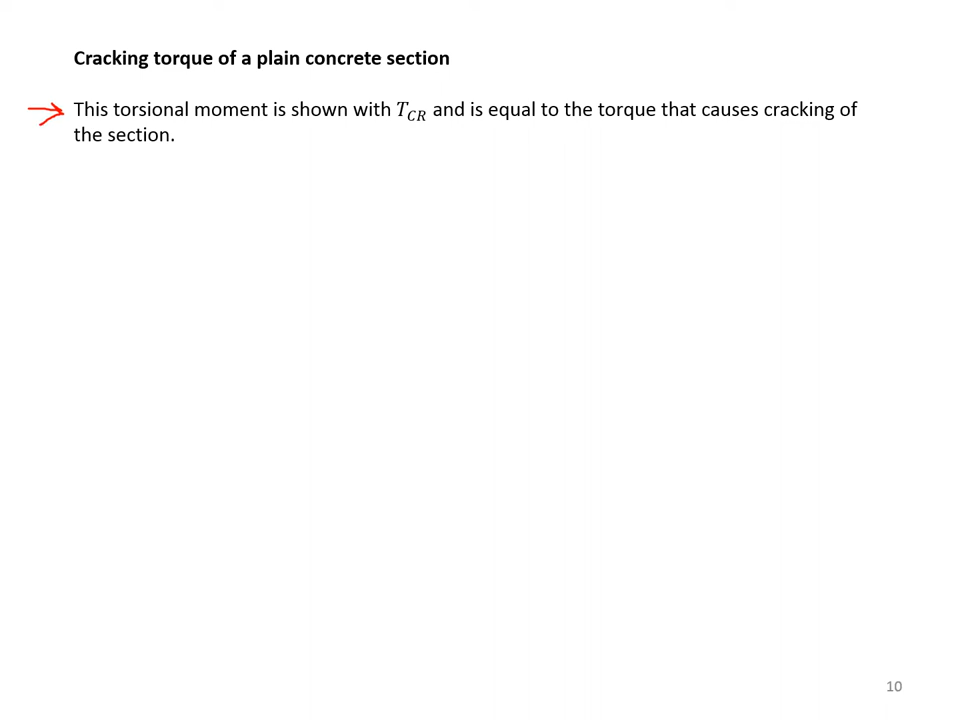 Cracking torque of a plain concrete section
This torsional moment is shown with T_CR and is equal to the torque that causes cracking of
the section.
10